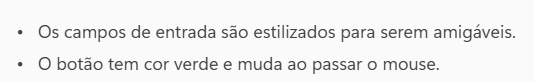 • Os campos de entrada são estilizados para serem amigáveis.
• O botão tem cor verde e muda ao passar o mouse.